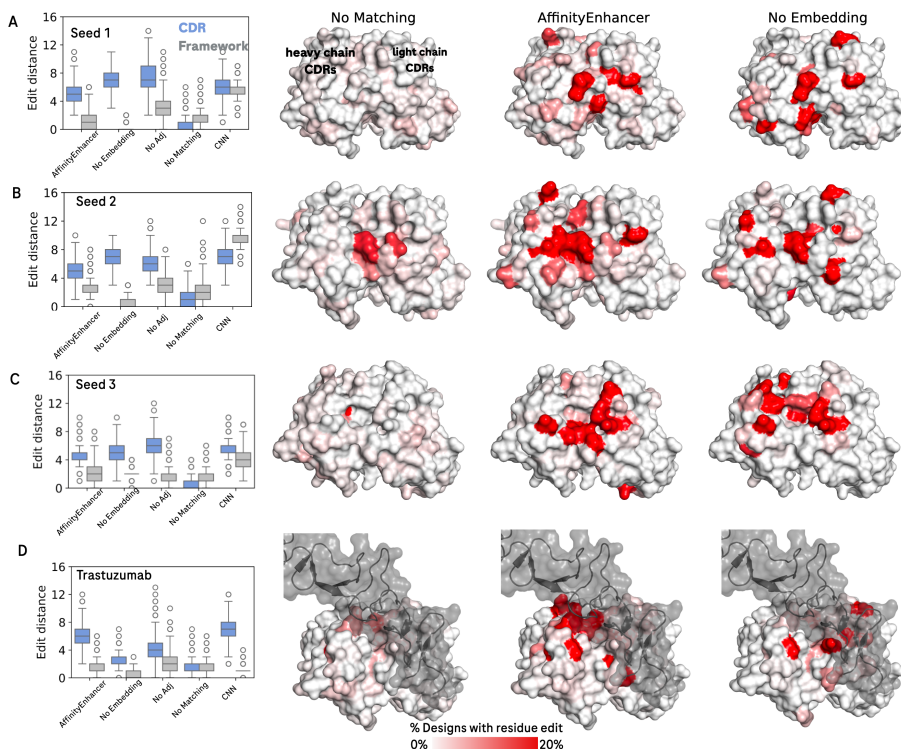 No Matching
AffinityEnhancer
No Embedding
A
Seed 1
CDR
Framework
heavy chain
CDRs
light chain
CDRs
Edit distance
16
12
8
4
0
AffinityEnhancer
No Embedding
No Adj
No Matching
CNN
B
Seed 2
Edit distance
16
12
8
4
0
AffinityEnhancer
No Embedding
No Adj
No Matching
CNN
C
Seed 3
Edit distance
16
12
8
4
0
AffinityEnhancer
No Embedding
No Adj
No Matching
CNN
D
Trastuzumab
Edit distance
16
12
8
4
0
AffinityEnhancer
No Embedding
No Adj
No Matching
CNN
% Designs with residue edit
0%
20%